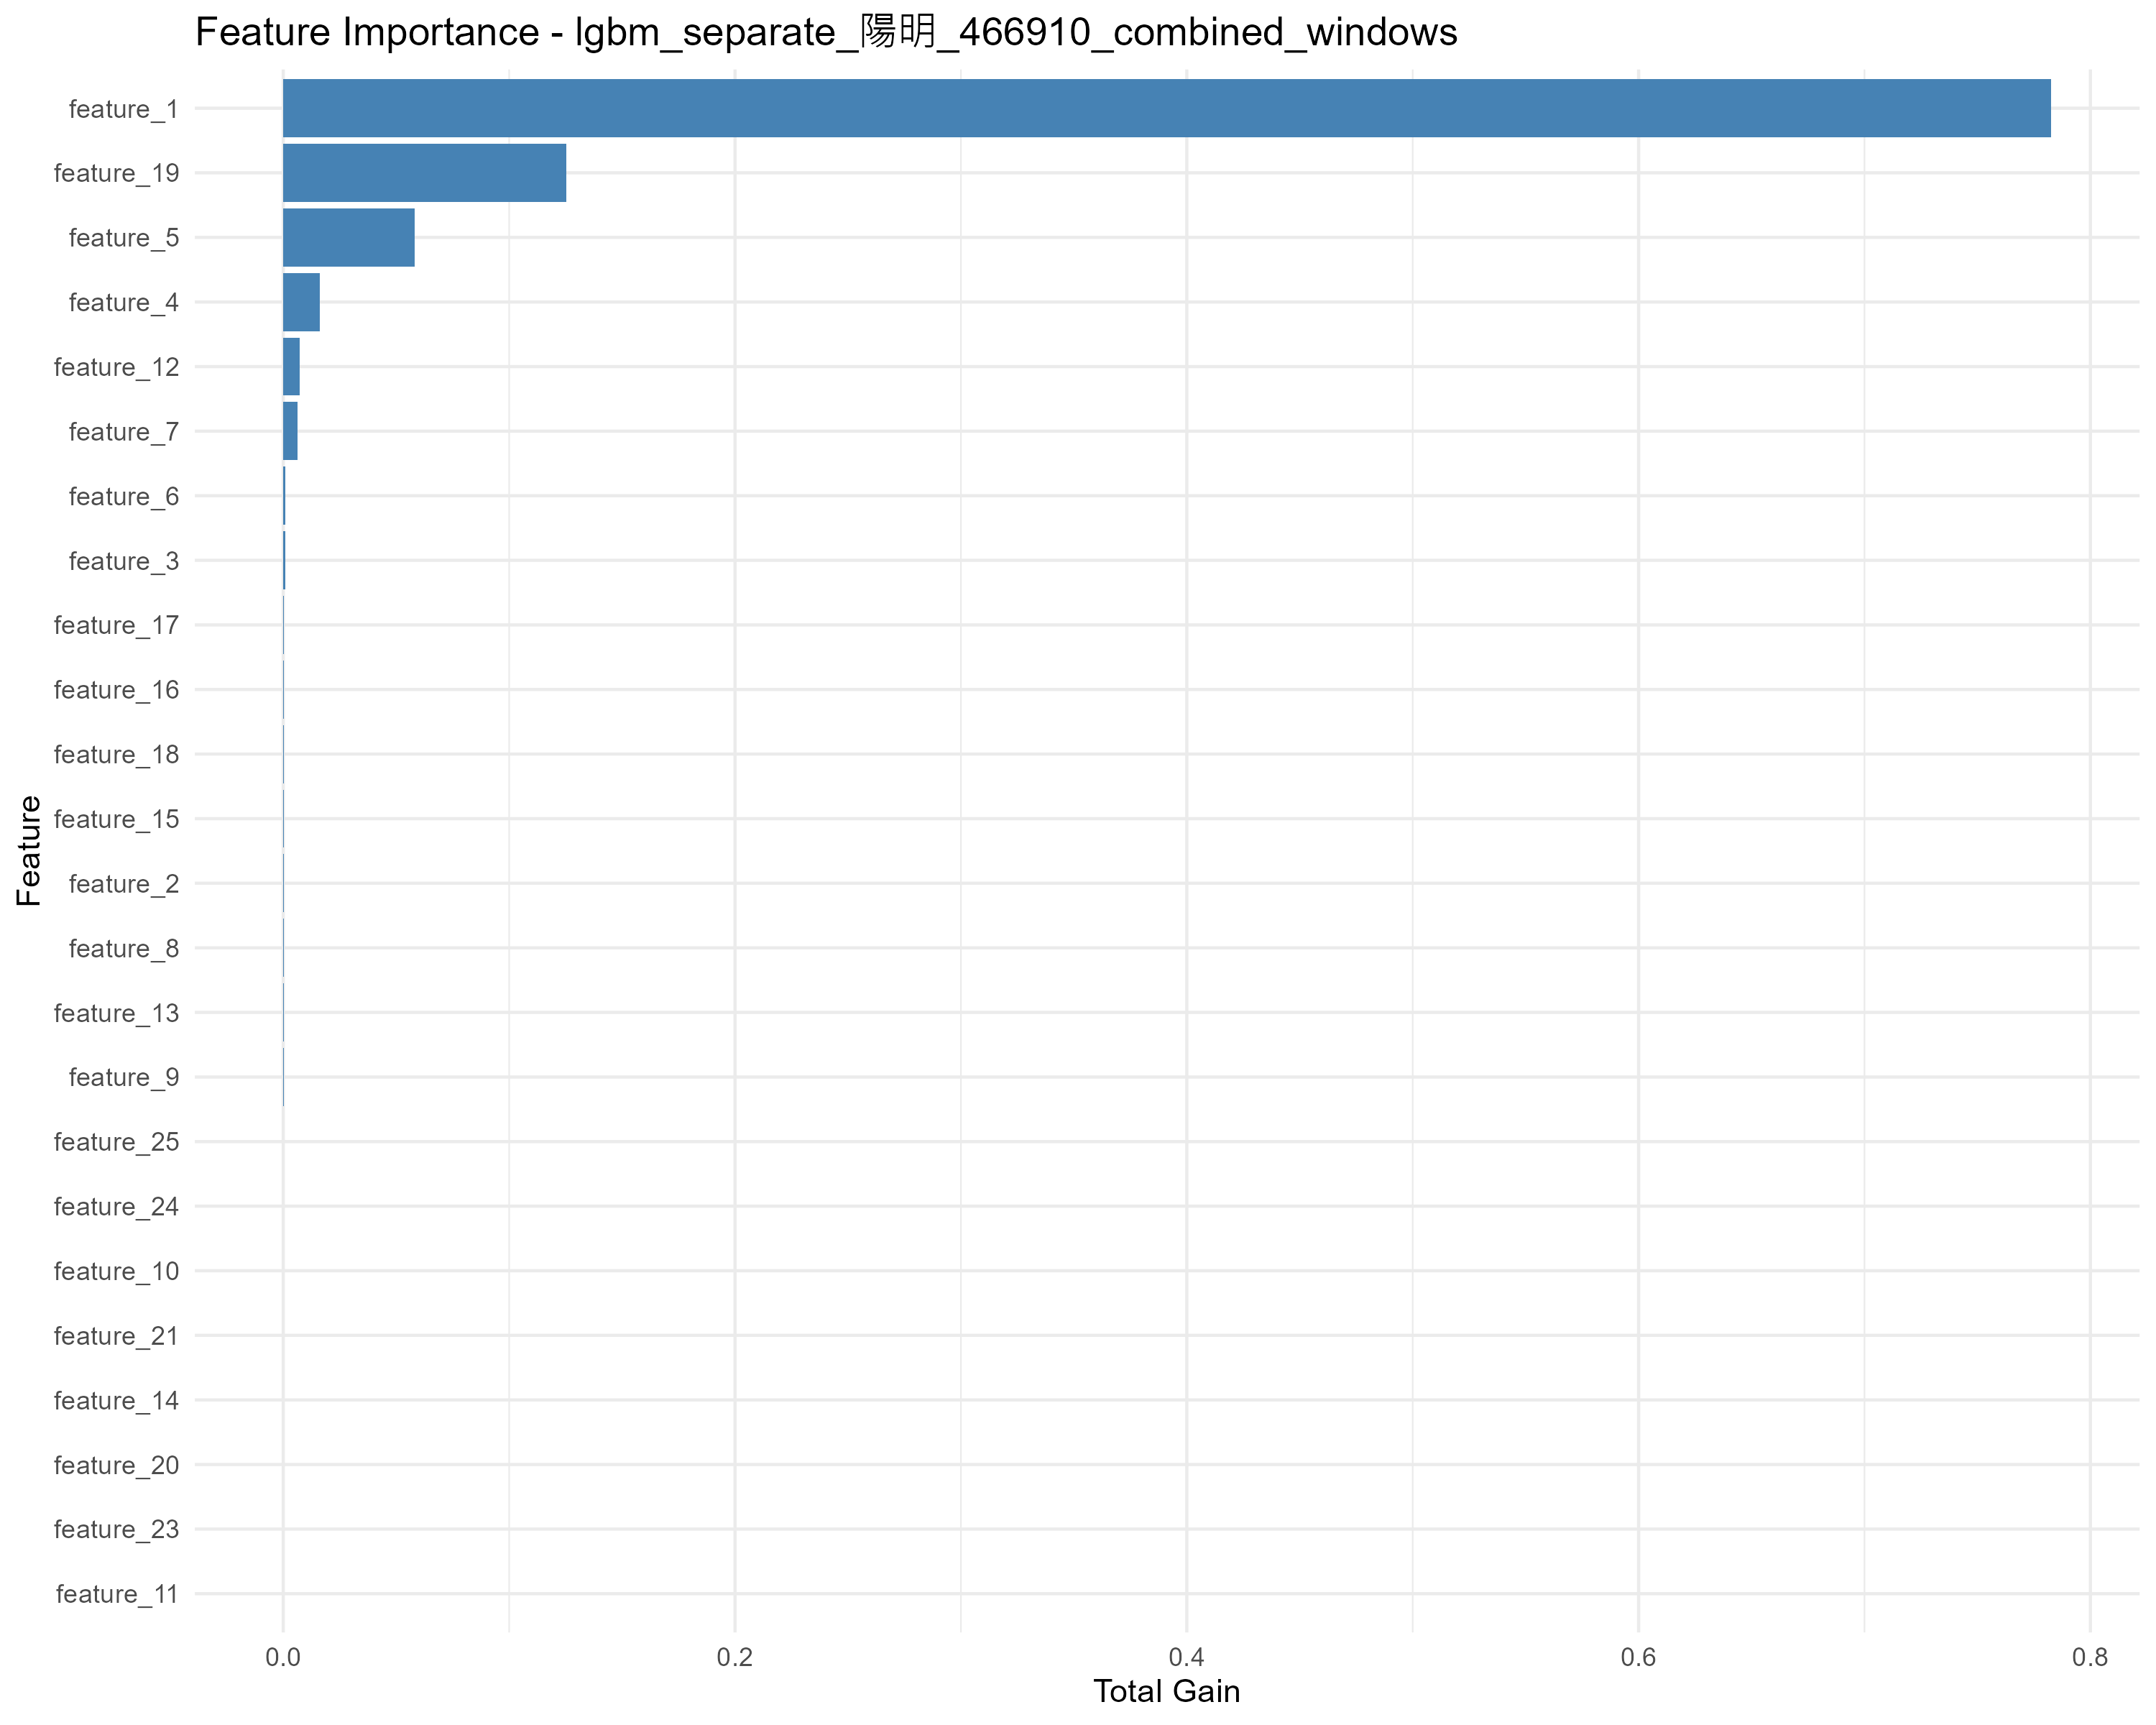 Feature Importance - lgbm_separate_陽明_466910_combined_windows
feature_1
feature_19
feature_5
feature_4
feature_12
feature_7
feature_6
feature_3
feature_17
feature_16
feature_18
feature_15
feature_2
feature_8
feature_13
feature_9
feature_25
feature_24
feature_10
feature_21
feature_14
feature_20
feature_23
feature_11
Feature
0.0 0.2 0.4 0.6 0.8
Total Gain